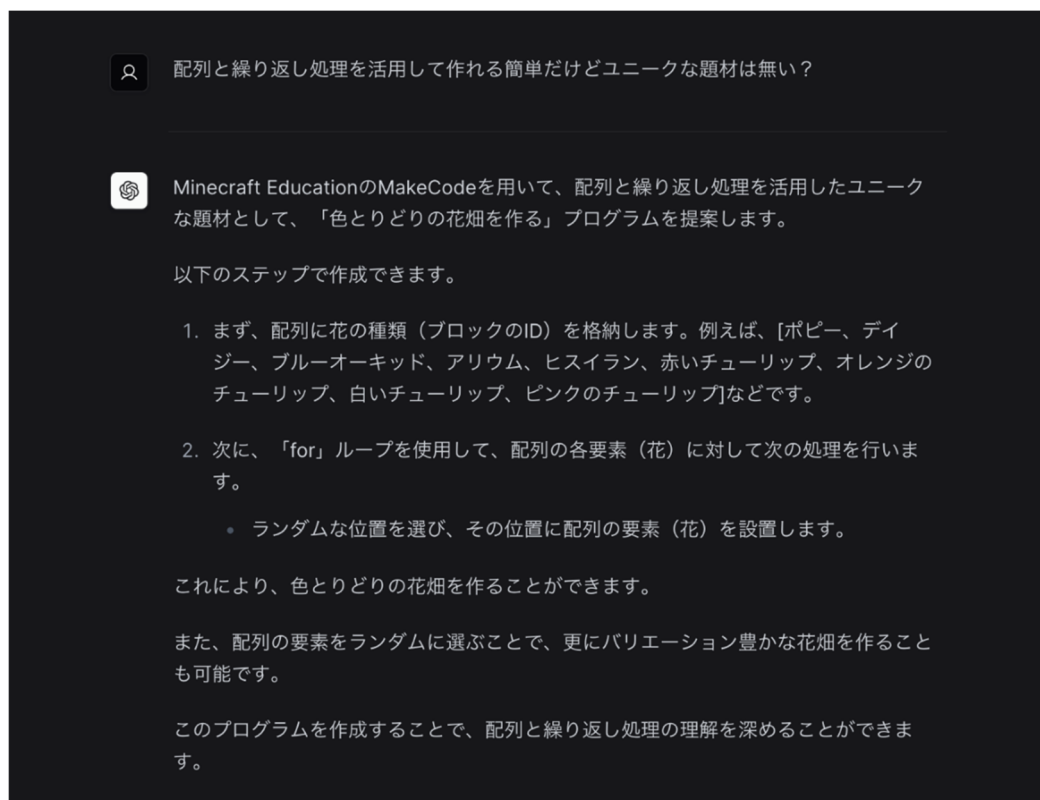 配列と繰り返し処理を活用して作れる簡単だけどユニークな題材は無い？
Minecraft EducationのMakeCodeを用いて、配列と繰り返し処理を活用したユニーク
な題材として、「色とりどりの花畑を作る」プログラムを提案します。
以下のステップで作成できます。
1. まず、配列に花の種類（ブロックのID）を格納します。例えば、[ポピー、デイ
ジー、ブルーオーキッド、アリウム、ヒスイラン、赤いチューリップ、オレンジの
チューリップ、白いチューリップ、ピンクのチューリップ]などです。
2. 次に、「for」ループを使用して、配列の各要素（花）に対して次の処理を行いま
す。
• ランダムな位置を選び、その位置に配列の要素（花）を設置します。
これにより、色とりどりの花畑を作ることができます。
また、配列の要素をランダムに選ぶことで、更にバリエーション豊かな花畑を作ること
も可能です。
このプログラムを作成することで、配列と繰り返し処理の理解を深めることができま
す。